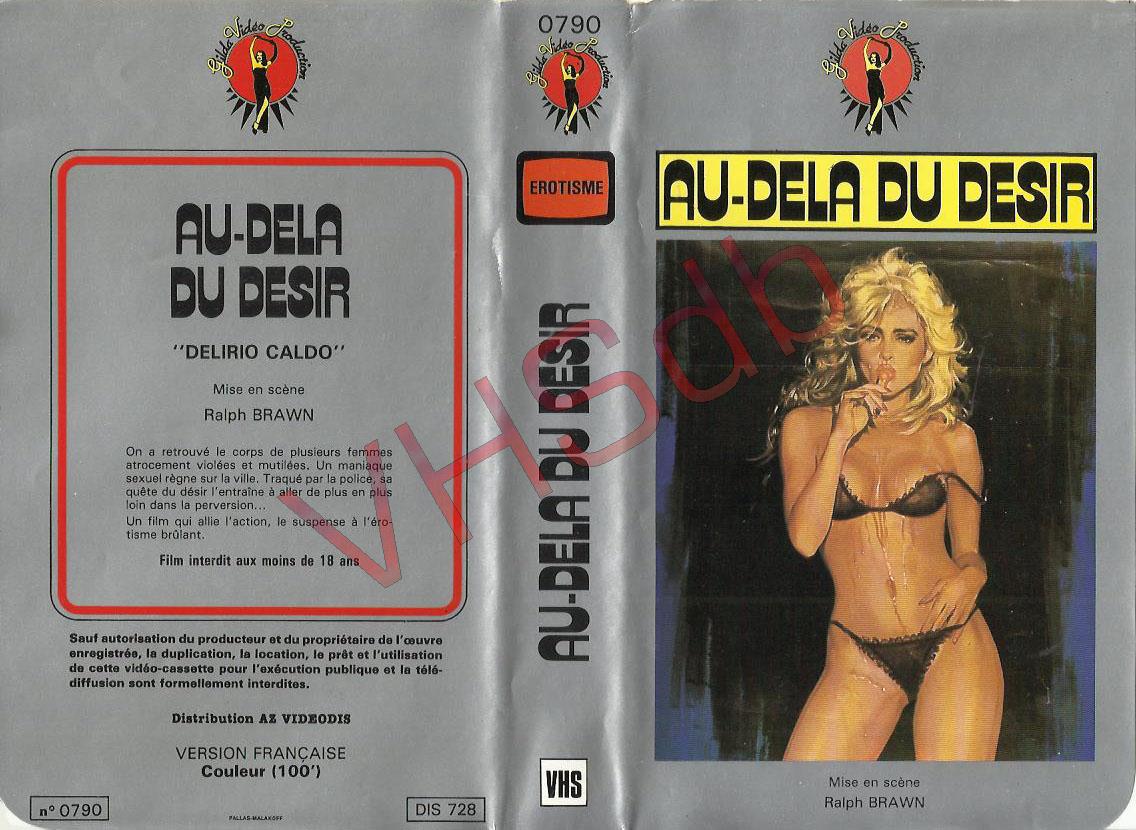 Gilda Vidéo Production
AU-DELA
DU DESIR
"DELIRIO CALDO"
Mise en scène
Ralph BRAWN
On a retrouvé le corps de plusieurs femmes
atrocement violées et mutilées. Un maniaque
sexuel règne sur la ville. Traqué par la police, sa
quête du désir l'entraîne à aller de plus en plus
loin dans la perversion...
Un film qui allie l'action, le suspense à l'éro-
tisme brûlant.
Film interdit aux moins de 18 ans
Sauf autorisation du producteur et du propriétaire de l'œuvre
enregistrée, la duplication, la location, le prêt et l'utilisation
de cette vidéo-cassette pour l'exécution publique et la télé-
diffusion sont formellement interdites.
Distribution AZ VIDEODIS
VERSION FRANÇAISE
Couleur (100')
n° 0790
PALLAS-MALAKOFF
DIS 728
0790
Gilda Vidéo Production
EROTISME
AU-DELA DU DESIR
VHS
Gilda Vidéo Production
AU-DELA DU DESIR
Mise en scène
Ralph BRAWN
VHSdb